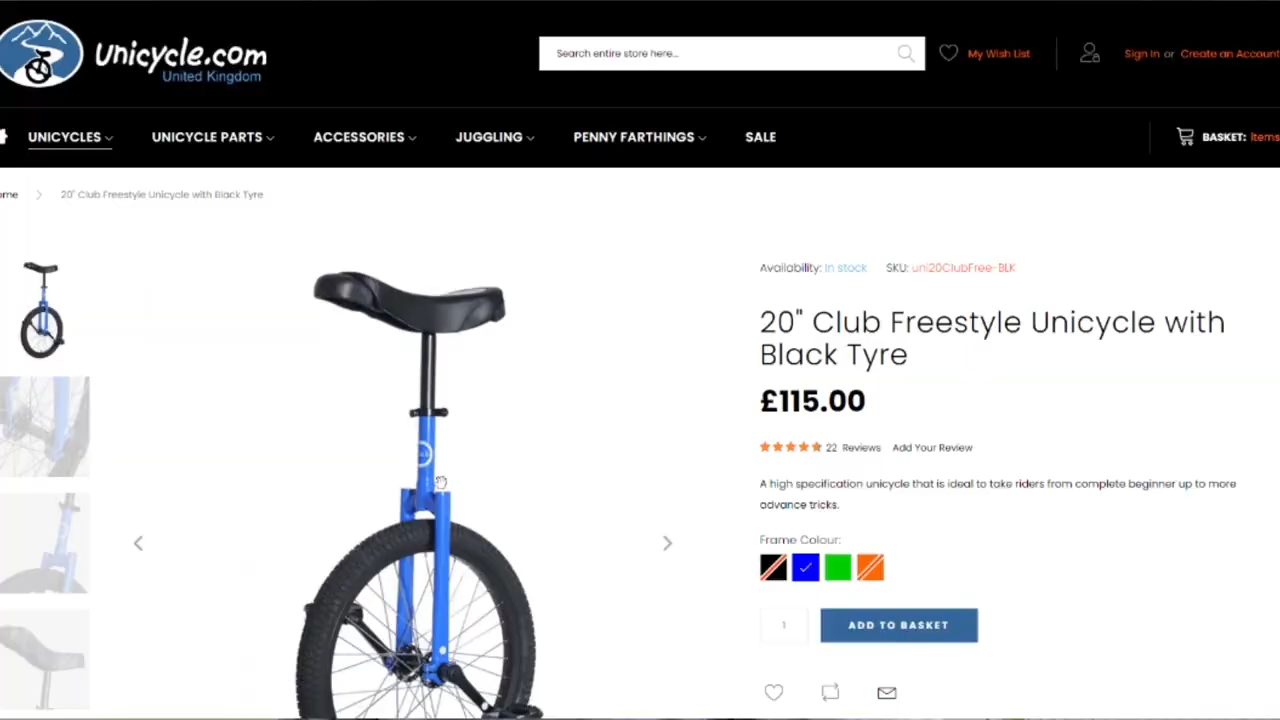 Unicycle.com
United Kingdom
Search entire store here...
My Wish List
Sign In or Create an Account
UNICYCLES
UNICYCLE PARTS
ACCESSORIES
JUGGLING
PENNY FARTHINGS
SALE
BASKET: items
ome
20" Club Freestyle Unicycle with Black Tyre
Availability: In stock SKU: uni20ClubFree-BLK
20" Club Freestyle Unicycle with
Black Tyre
£115.00
22 Reviews Add Your Review
A high specification unicycle that is ideal to take riders from complete beginner up to more
advance tricks.
Frame Colour:
1
ADD TO BASKET